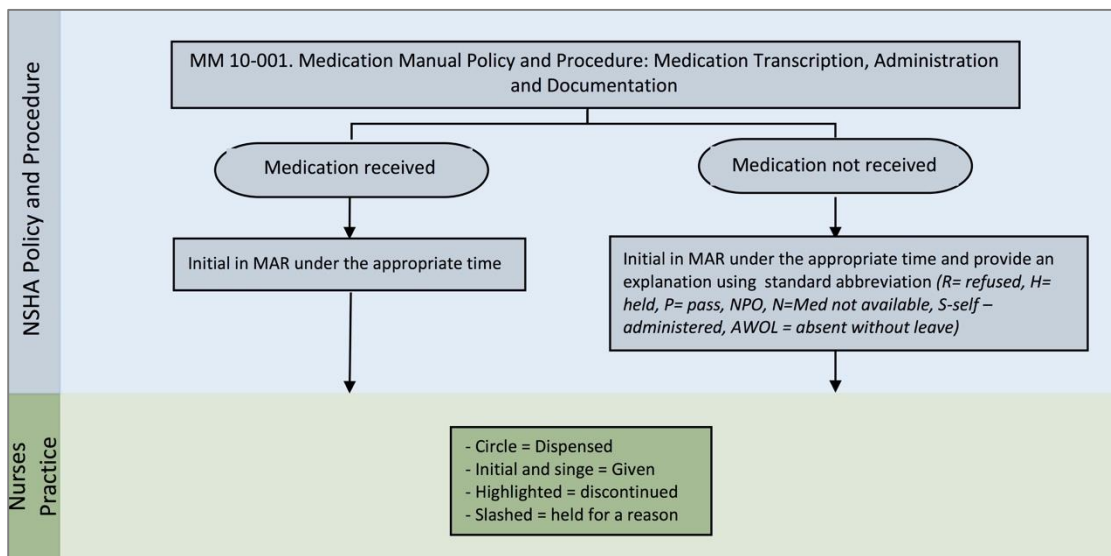 NSHA Policy and Procedure
MM 10-001. Medication Manual Policy and Procedure: Medication Transcription, Administration
and Documentation
Medication received
Medication not received
Initial in MAR under the appropriate time
Initial in MAR under the appropriate time and provide an
explanation using standard abbreviation (R= refused, H=
held, P= pass, NPO, N=Med not available, S-self –
administered, AWOL = absent without leave)
Nurses
Practice
- Circle = Dispensed
- Initial and singe = Given
- Highlighted = discontinued
- Slashed = held for a reason